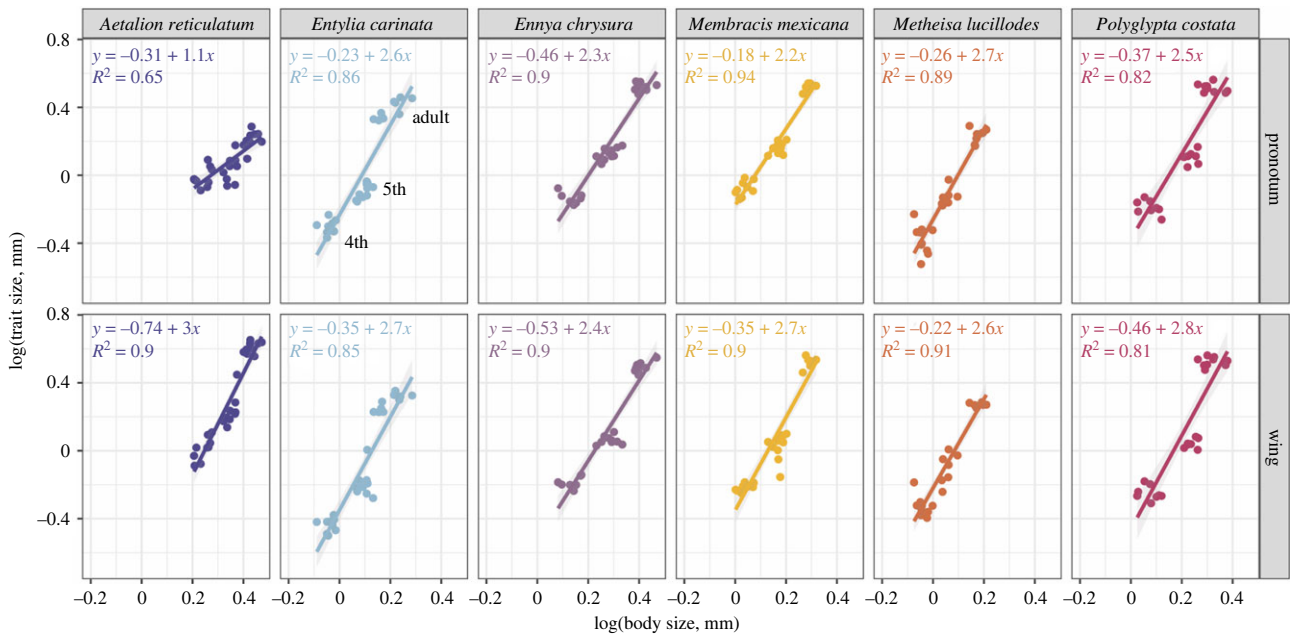 Aetalion reticulatum
Entylia carinata
Ennya chrysura
Membracis mexicana
Metheisa lucillodes
Polyglypta costata
0.8
0.4
0
–0.4
y = –0.31 + 1.1x
R² = 0.65
y = –0.23 + 2.6x
R² = 0.86
adult
5th
4th
y = –0.46 + 2.3x
R² = 0.9
y = –0.18 + 2.2x
R² = 0.94
y = –0.26 + 2.7x
R² = 0.89
y = –0.37 + 2.5x
R² = 0.82
pronotum
log(trait size, mm)
0.8
0.4
0
–0.4
y = –0.74 + 3x
R² = 0.9
y = –0.35 + 2.7x
R² = 0.85
y = –0.53 + 2.4x
R² = 0.9
y = –0.35 + 2.7x
R² = 0.9
y = –0.22 + 2.6x
R² = 0.91
y = –0.46 + 2.8x
R² = 0.81
wing
–0.2 0 0.2 0.4
–0.2 0 0.2 0.4
–0.2 0 0.2 0.4
–0.2 0 0.2 0.4
–0.2 0 0.2 0.4
–0.2 0 0.2 0.4
log(body size, mm)